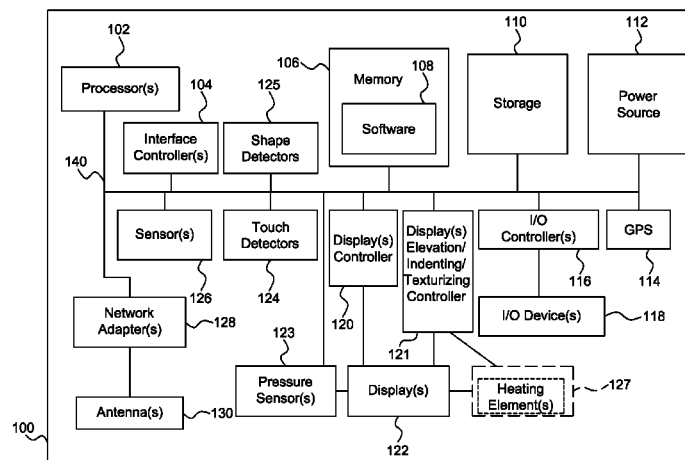 102
110
112
106
Memory
108
Processor(s)
104
125
Storage
Power
Source
Software
Interface
Controller(s)
Shape
Detectors
140
Sensor(s)
Touch
Detectors
Display(s)
Controller
Display(s)
Elevation/
Indenting/
Texturizing
Controller
I/O
Controller(s)
GPS
126
124
120
116
114
Network
Adapter(s)
128
I/O Device(s)
118
123
121
Pressure
Sensor(s)
Display(s)
Heating
Element(s)
127
Antenna(s)
130
122
100